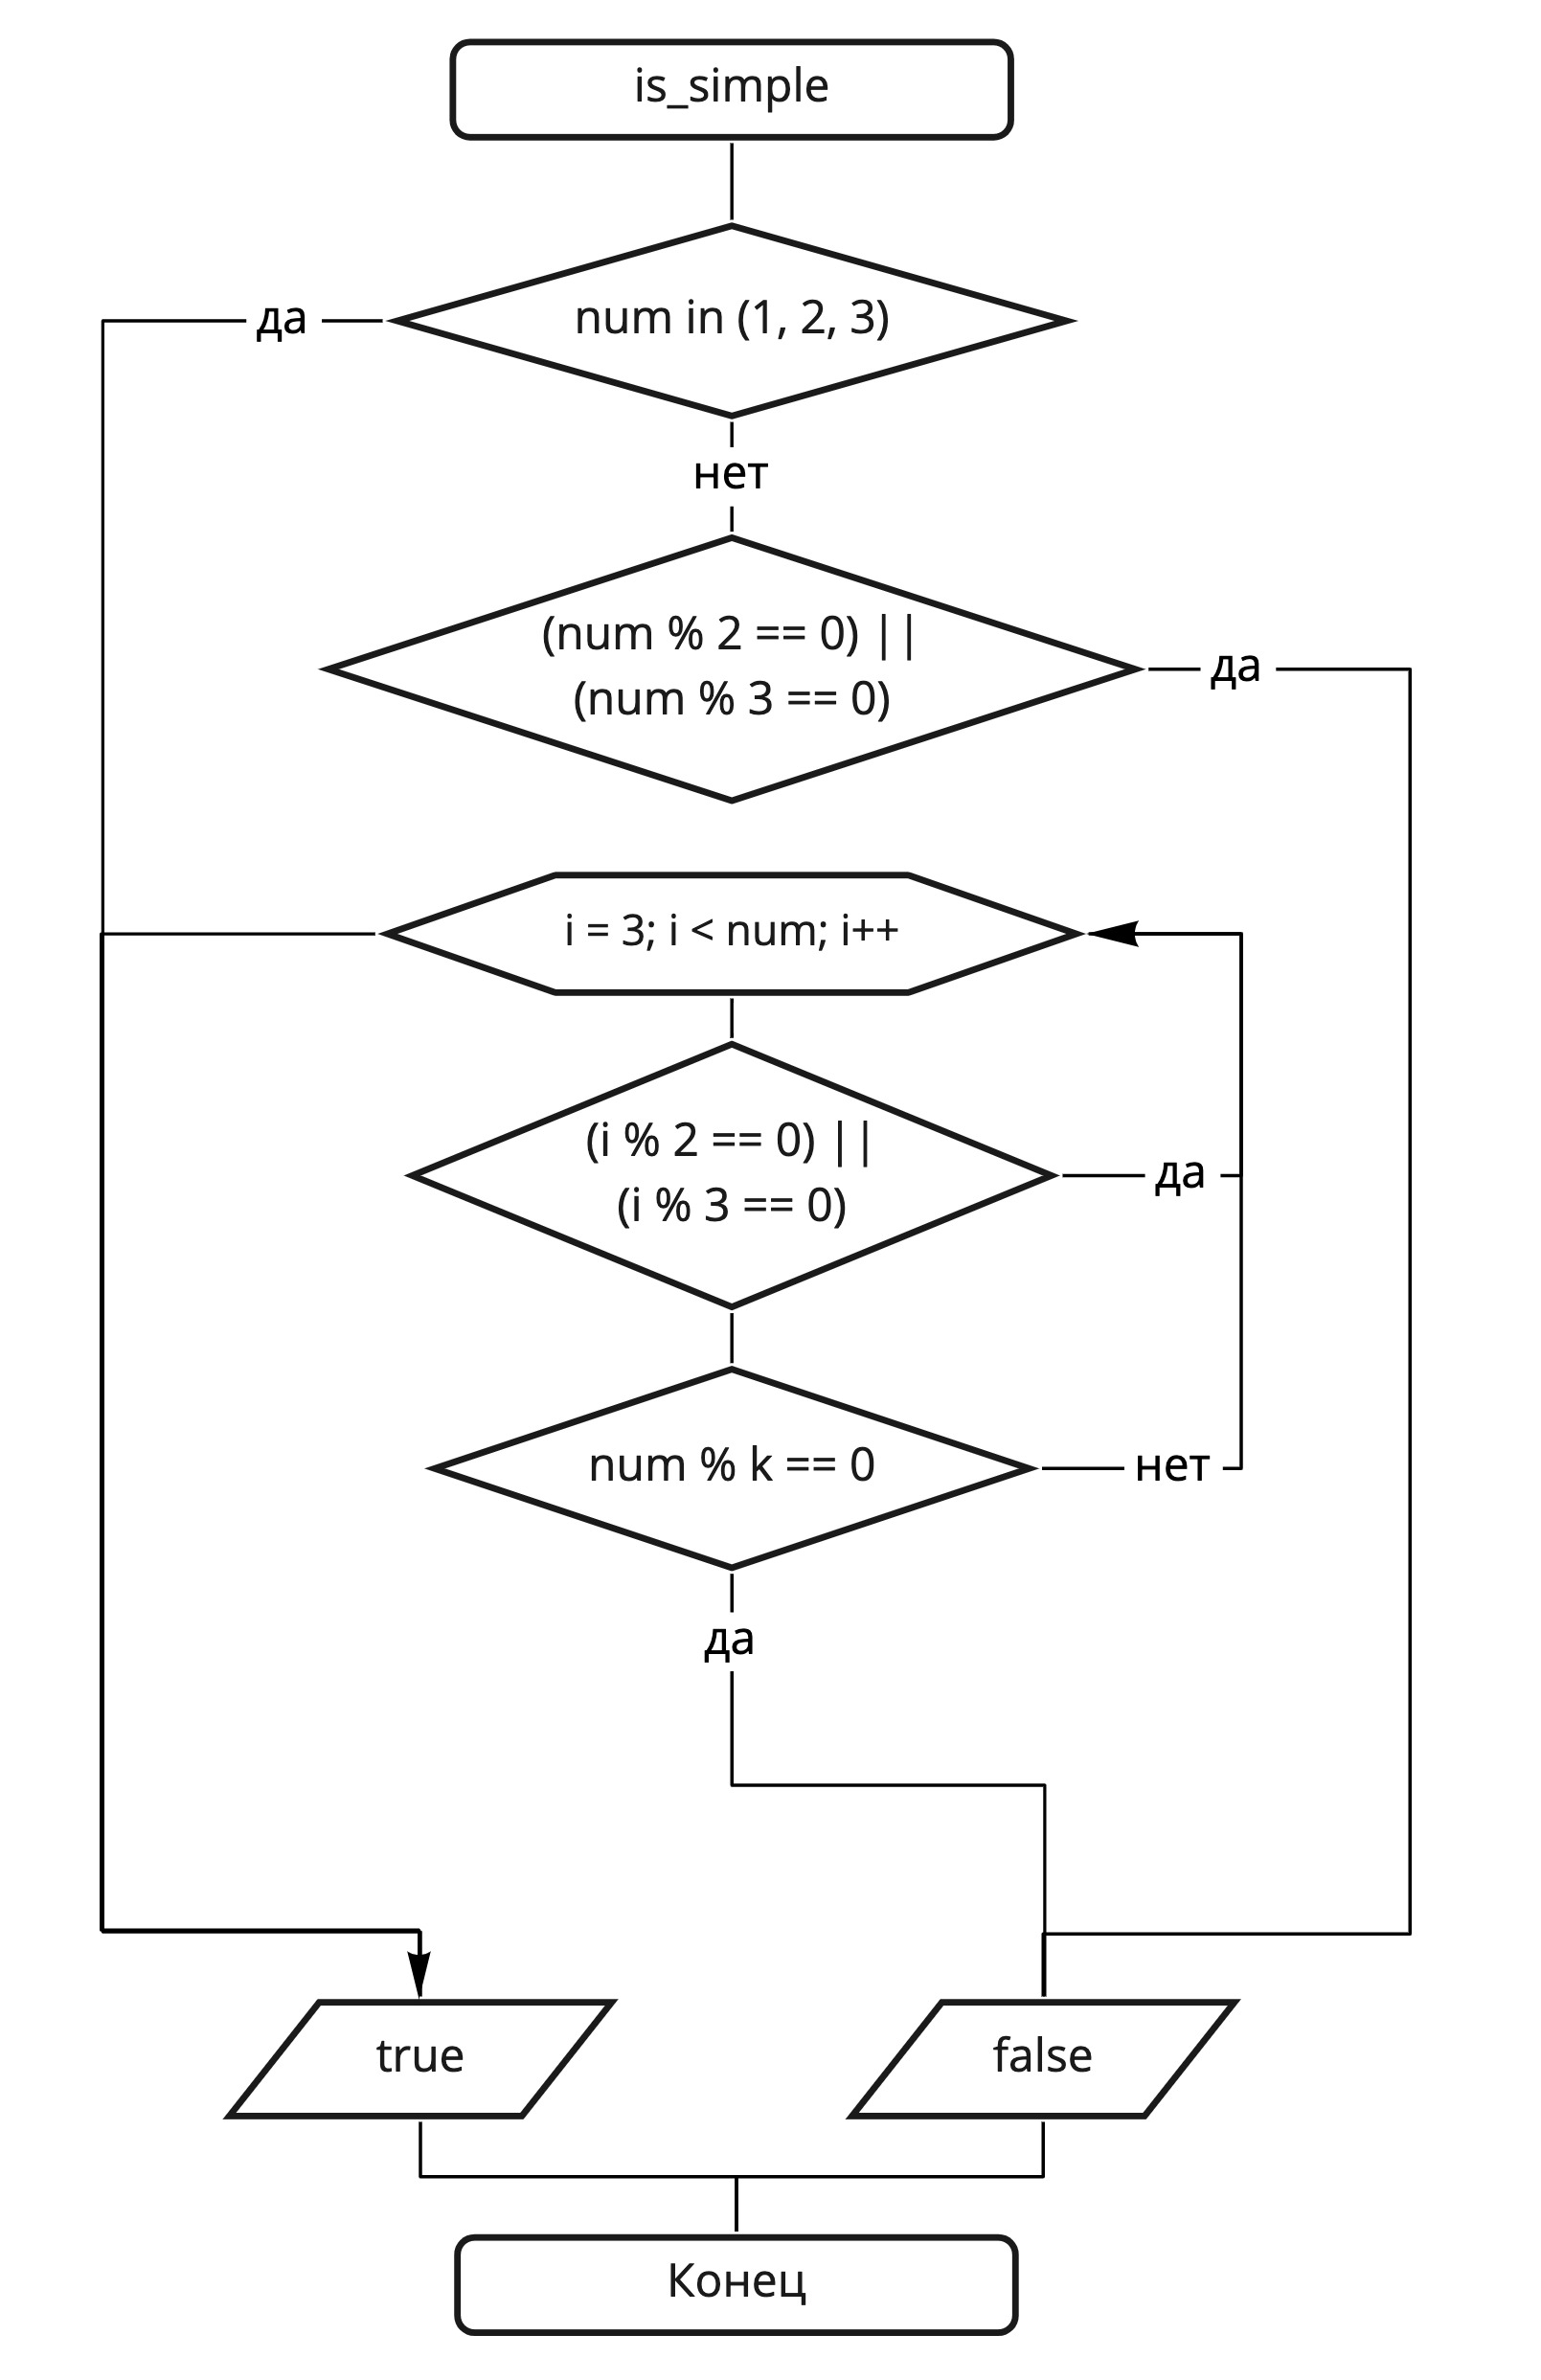 is_simple
num in (1, 2, 3)
да
нет
(num % 2 == 0) ||
(num % 3 == 0)
да
i = 3; i < num; i++
(i % 2 == 0) ||
(i % 3 == 0)
да
num % k == 0
нет
да
true
false
Конец